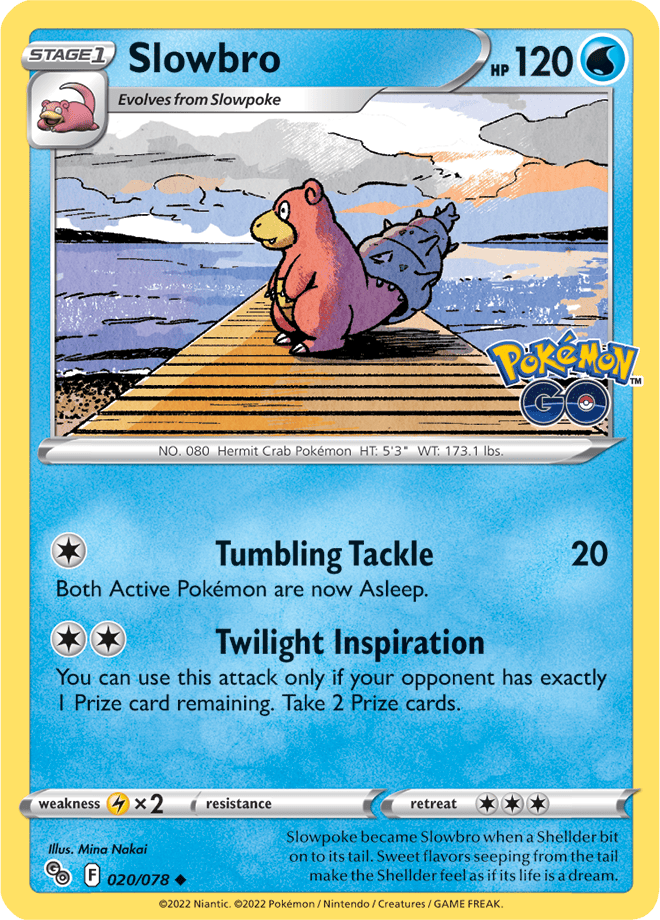 STAGE 1
Slowbro
HP 120
Evolves from Slowpoke
Pokémon™
GO
NO. 080 Hermit Crab Pokémon HT: 5'3" WT: 173.1 lbs.
Tumbling Tackle 20
Both Active Pokémon are now Asleep.
Twilight Inspiration
You can use this attack only if your opponent has exactly
1 Prize card remaining. Take 2 Prize cards.
weakness ×2 resistance retreat
Illus. Mina Nakai
Slowpoke became Slowbro when a Shellder bit
on to its tail. Sweet flavors seeping from the tail
make the Shellder feel as if its life is a dream.
GO F 020/078
©2022 Niantic. ©2022 Pokémon / Nintendo / Creatures / GAME FREAK.